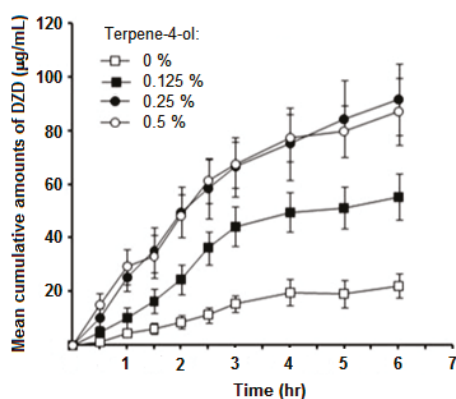 Mean cumulative amounts of DZD (µg/mL)
120
100
80
60
40
20
Terpene-4-ol:
0 %
0.125 %
0.25 %
0.5 %
1 2 3 4 5 6 7
Time (hr)